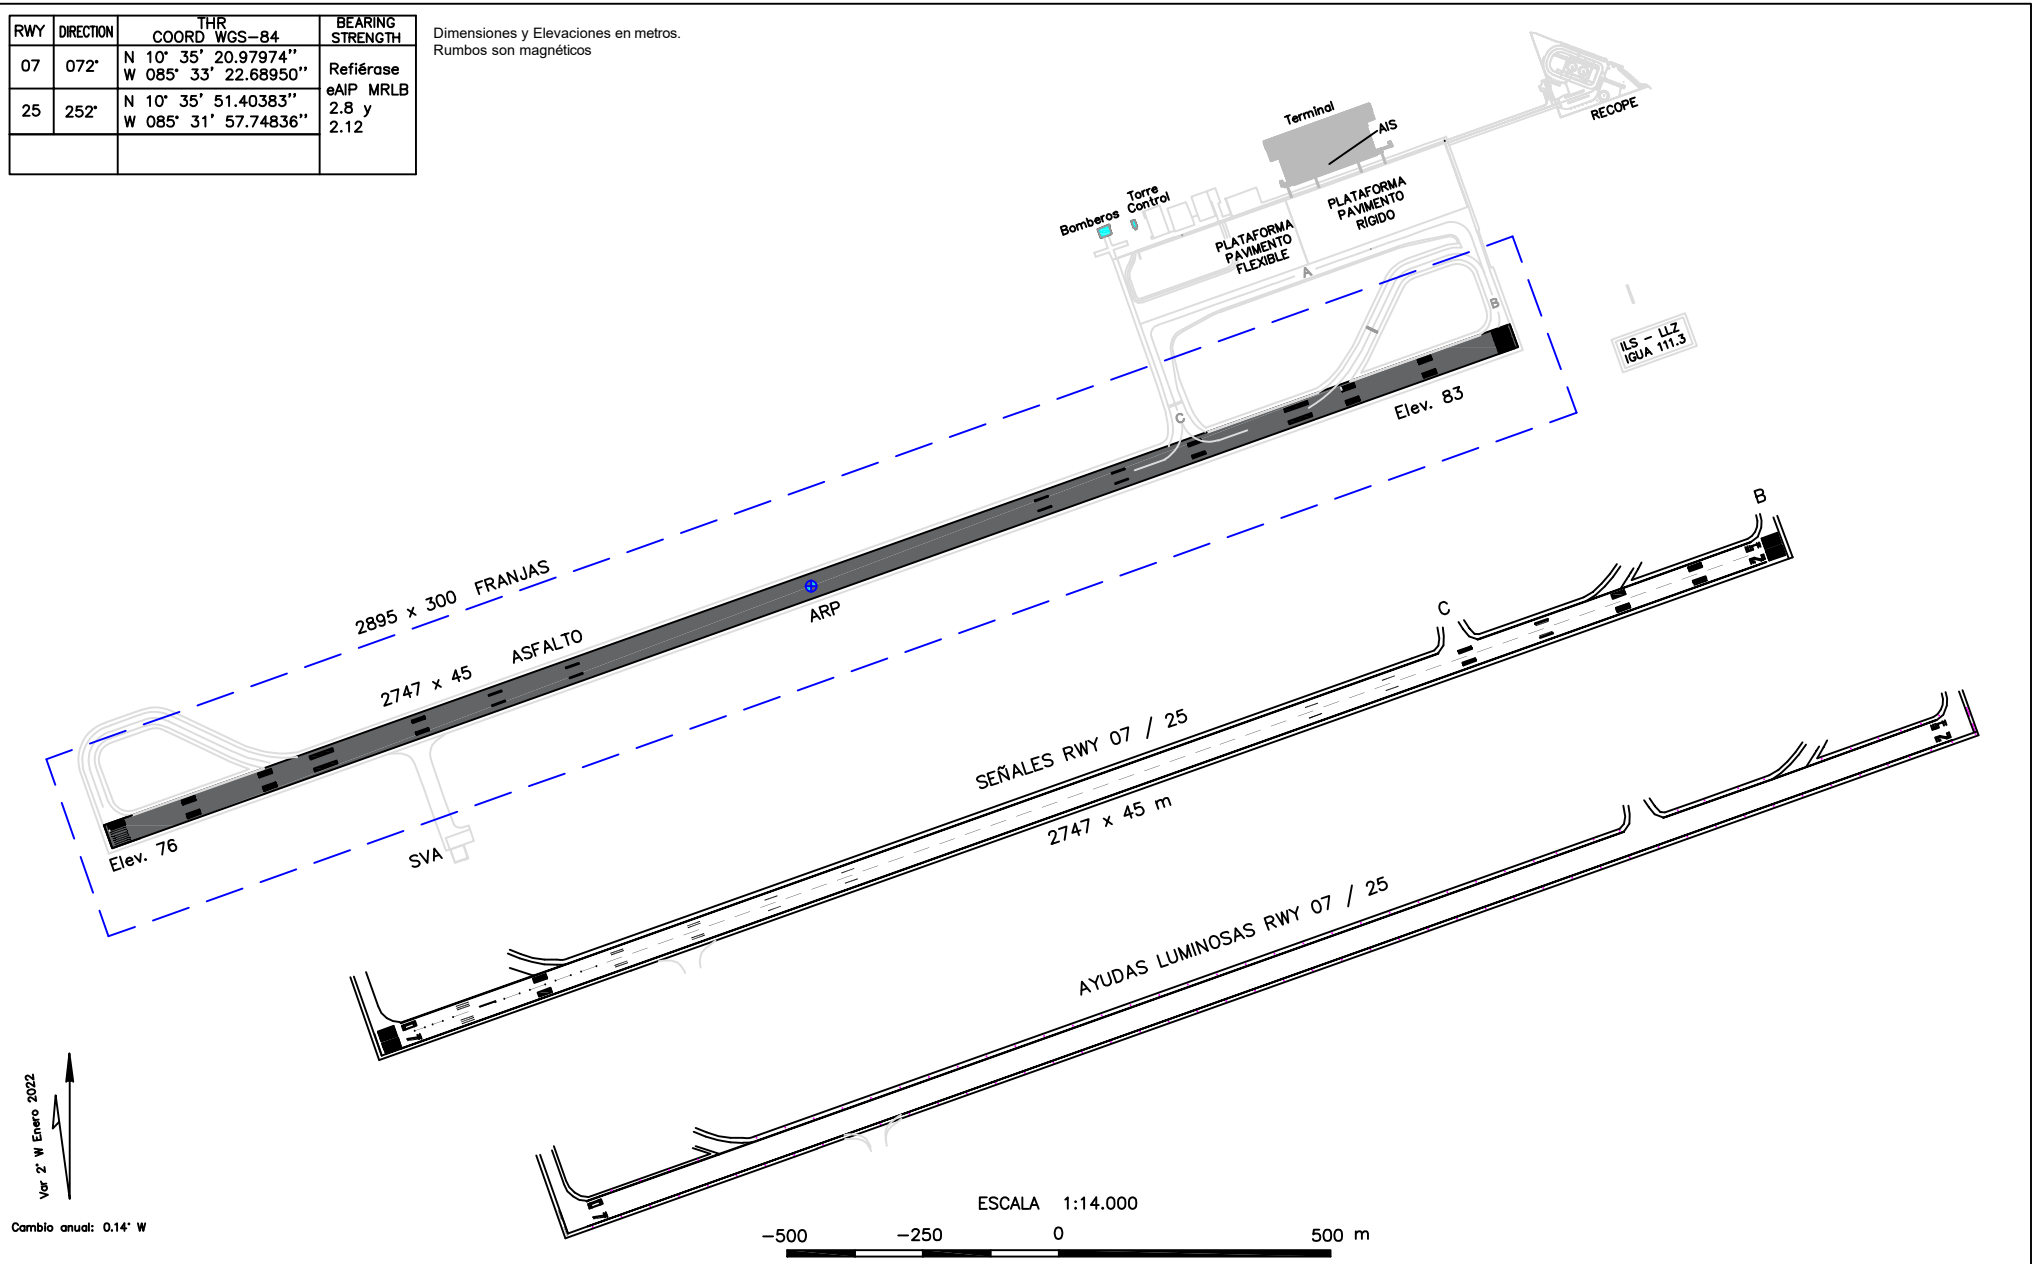 RWY DIRECTION THR COORD WGS-84 BEARING STRENGTH
07 072° N 10° 35' 20.97974''
W 085° 33' 22.68950''
25 252° N 10° 35' 51.40383''
W 085° 31' 57.74836''
Refiérase
eAIP MRLB
2.8 y
2.12
Dimensiones y Elevaciones en metros.
Rumbos son magnéticos
RECOPE
Terminal
AIS
Torre
Control
Bomberos
PLATAFORMA
PAVIMENTO
RIGIDO
PLATAFORMA
PAVIMENTO
FLEXIBLE
A
B
C
ILS - LLZ
IGUA 111.3
Elev. 83
2895 x 300 FRANJAS
ARP
ASFALTO
2747 x 45
Elev. 76
SVA
B
C
25
SEÑALES RWY 07 / 25
2747 x 45 m
07
25
AYUDAS LUMINOSAS RWY 07 / 25
07
Var 2° W Enero 2022
Cambio anual: 0.14° W
ESCALA 1:14.000
-500 -250 0 500 m